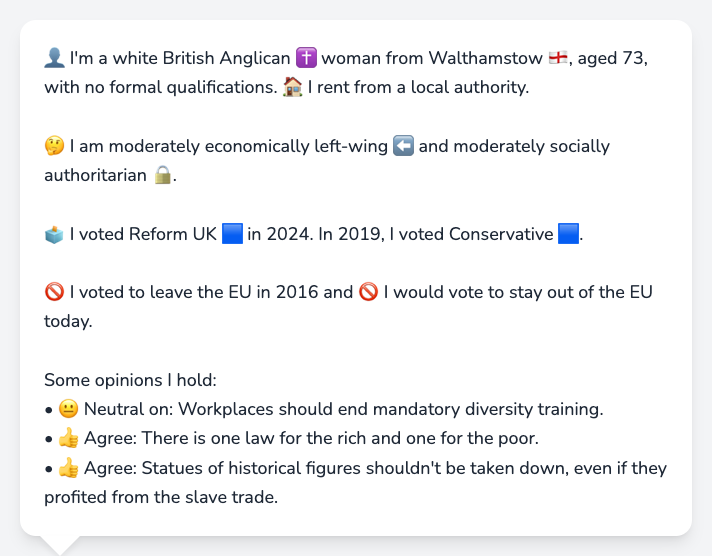 👤 I'm a white British Anglican ✝️ woman from Walthamstow 🏴󠁧󠁢󠁥󠁮󠁧󠁿, aged 73,
with no formal qualifications. 🏠 I rent from a local authority.
🤔 I am moderately economically left-wing ⬅️ and moderately socially
authoritarian 🔒.
🗳️ I voted Reform UK 🟦 in 2024. In 2019, I voted Conservative 🟦.
🚫 I voted to leave the EU in 2016 and 🚫 I would vote to stay out of the EU
today.
Some opinions I hold:
• 😐 Neutral on: Workplaces should end mandatory diversity training.
• 👍 Agree: There is one law for the rich and one for the poor.
• 👍 Agree: Statues of historical figures shouldn't be taken down, even if they
profited from the slave trade.